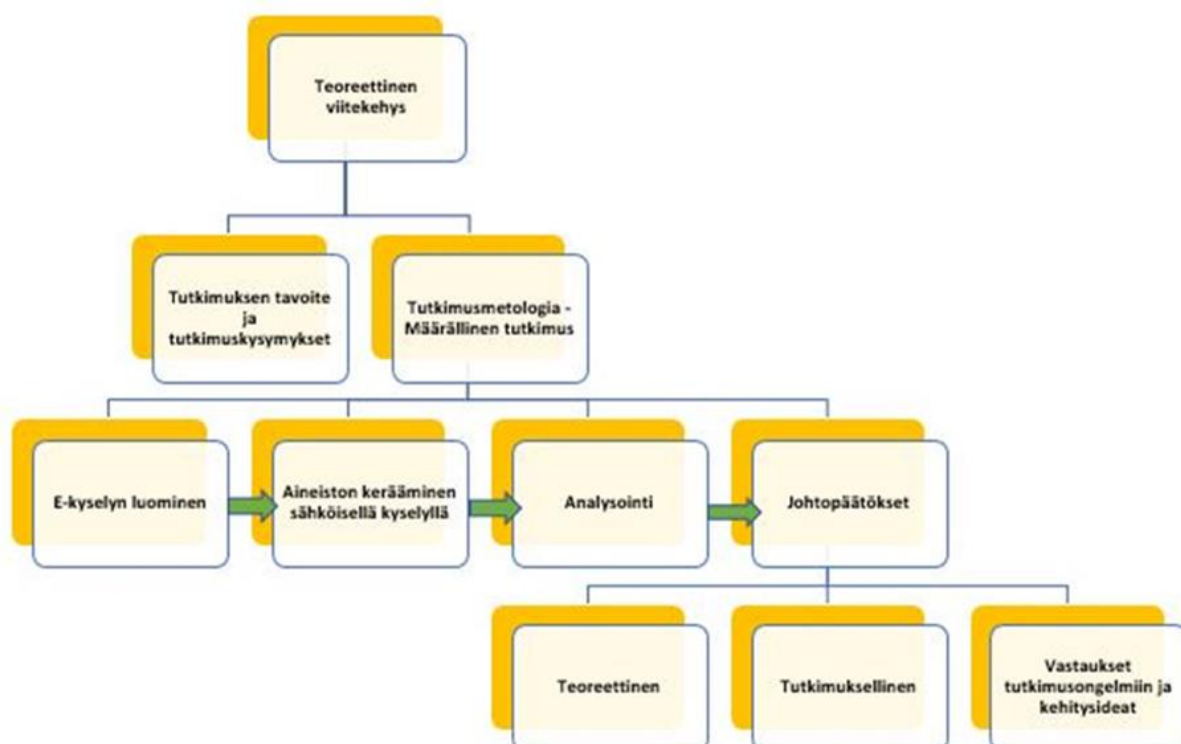 Teoreettinen
viitekehys
Tutkimuksen tavoite
ja
tutkimuskysymykset
Tutkimusmetologia -
Määrällinen tutkimus
E-kyselyn luominen
Aineiston kerääminen
sähköisellä kyselyllä
Analysointi
Johtopäätökset
Teoreettinen
Tutkimuksellinen
Vastaukset
tutkimusongelmiin ja
kehitysideat